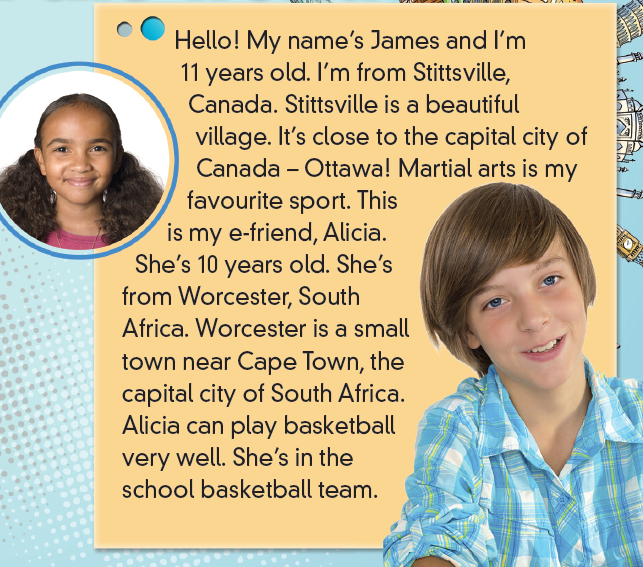 Hello! My name's James and I'm
11 years old. I'm from Stittsville,
Canada. Stittsville is a beautiful
village. It's close to the capital city of
Canada – Ottawa! Martial arts is my
favourite sport. This
is my e-friend, Alicia.
She's 10 years old. She's
from Worcester, South
Africa. Worcester is a small
town near Cape Town, the
capital city of South Africa.
Alicia can play basketball
very well. She's in the
school basketball team.